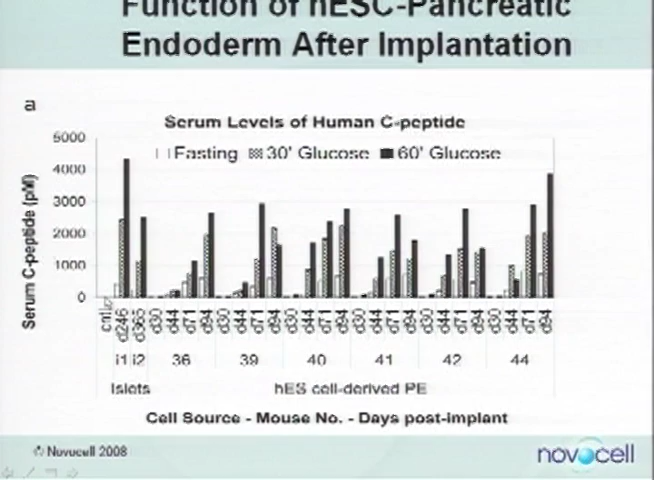 Function of hESC-Pancreatic
Endoderm After Implantation
a
Serum Levels of Human C-peptide
Fasting 30' Glucose 60' Glucose
Serum C-peptide (pM)
5000
4000
3000
2000
1000
0
cntl d246 d365 d30 d44 d71 d94 d30 d44 d71 d94 d30 d44 d71 d94 d30 d44 d71 d94 d30 d44 d71 d94 d30 d44 d71 d94
i1 i2 36 39 40 41 42 44
Islets hES cell-derived PE
Cell Source - Mouse No. - Days post-implant
© Novocell 2008
novocell